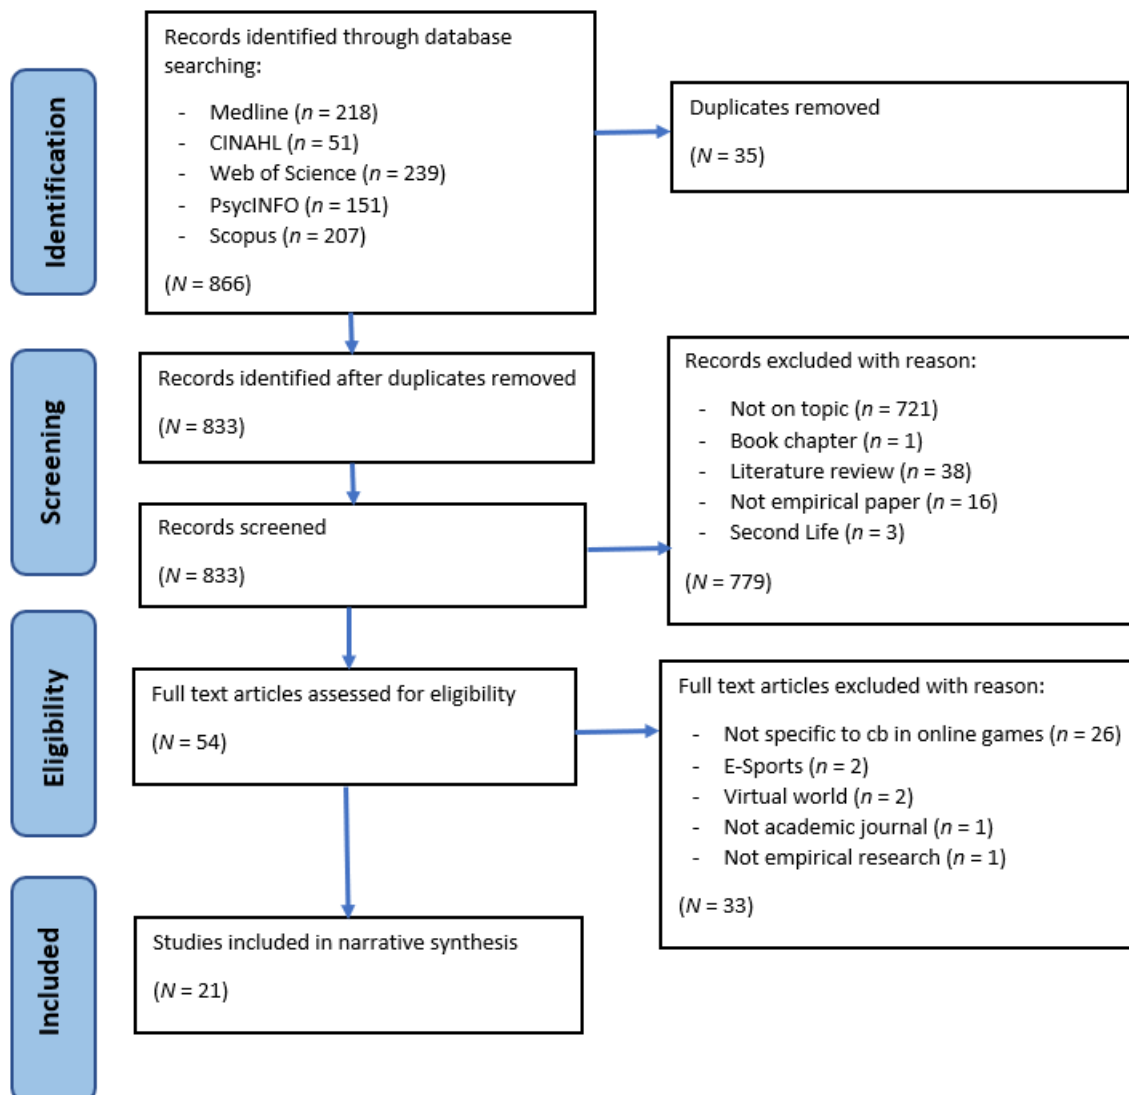 Identification
Records identified through database
searching:
- Medline (n = 218)
- CINAHL (n = 51)
- Web of Science (n = 239)
- PsycINFO (n = 151)
- Scopus (n = 207)
(N = 866)
Duplicates removed
(N = 35)
Screening
Records identified after duplicates removed
(N = 833)
Records screened
(N = 833)
Records excluded with reason:
- Not on topic (n = 721)
- Book chapter (n = 1)
- Literature review (n = 38)
- Not empirical paper (n = 16)
- Second Life (n = 3)
(N = 779)
Eligibility
Full text articles assessed for eligibility
(N = 54)
Full text articles excluded with reason:
- Not specific to cb in online games (n = 26)
- E-Sports (n = 2)
- Virtual world (n = 2)
- Not academic journal (n = 1)
- Not empirical research (n = 1)
(N = 33)
Included
Studies included in narrative synthesis
(N = 21)